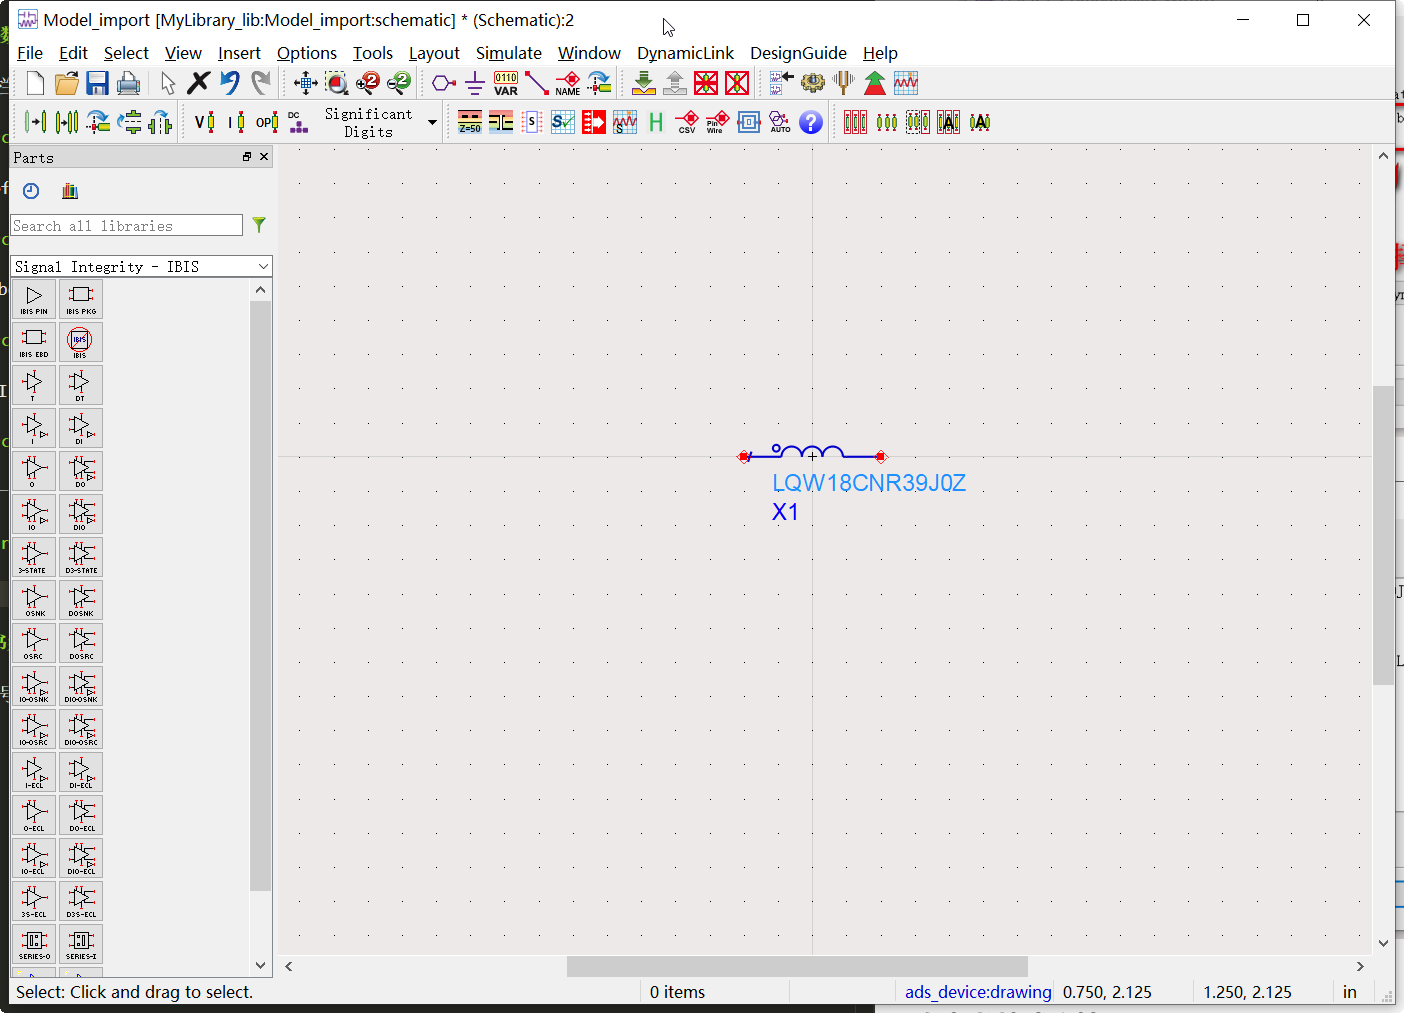 Model_import [MyLibrary_lib:Model_import:schematic] * (Schematic):2
File Edit Select View Insert Options Tools Layout Simulate Window DynamicLink DesignGuide Help
0110
VAR
NAME
2
2
V I OP DC
Significant
Digits
Z=50
S
S
S
H
CSV
Pin
Wire
AUTO
?
A
A
Parts
Search all libraries
Signal Integrity - IBIS
IBIS PIN IBIS PKG
IBIS EBD IBIS
IBIS
T DT
I DI
O DO
IO DIO
3-STATE D3-STATE
OSNK DOSNK
OSRC DOSRC
IO-OSNK DIO-OSNK
IO-OSRC DIO-OSRC
I-ECL DI-ECL
O-ECL DO-ECL
IO-ECL DIO-ECL
3S-ECL D3S-ECL
SERIES-O SERIES-I
LQW18CNR39J0Z
X1
Select: Click and drag to select.
0 items
ads_device:drawing
0.750, 2.125
1.250, 2.125
in